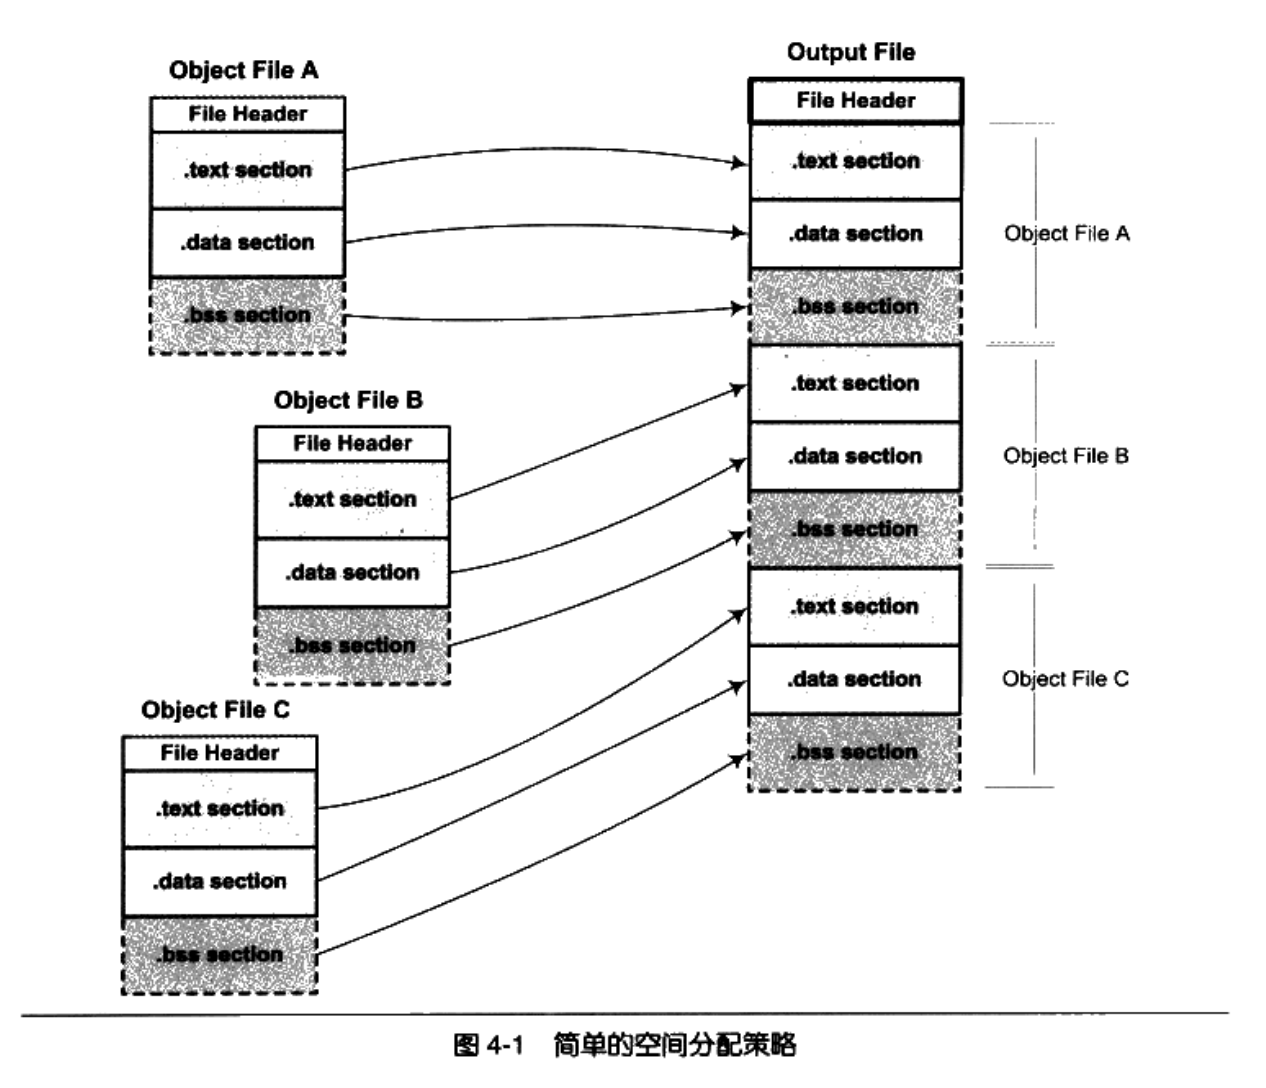 Object File A
File Header
.text section
.data section
.bss section
Object File B
File Header
.text section
.data section
.bss section
Object File C
File Header
.text section
.data section
.bss section
Output File
File Header
.text section
.data section
.bss section
.text section
.data section
.bss section
.text section
.data section
.bss section
Object File A
Object File B
Object File C
图 4-1 简单的空间分配策略